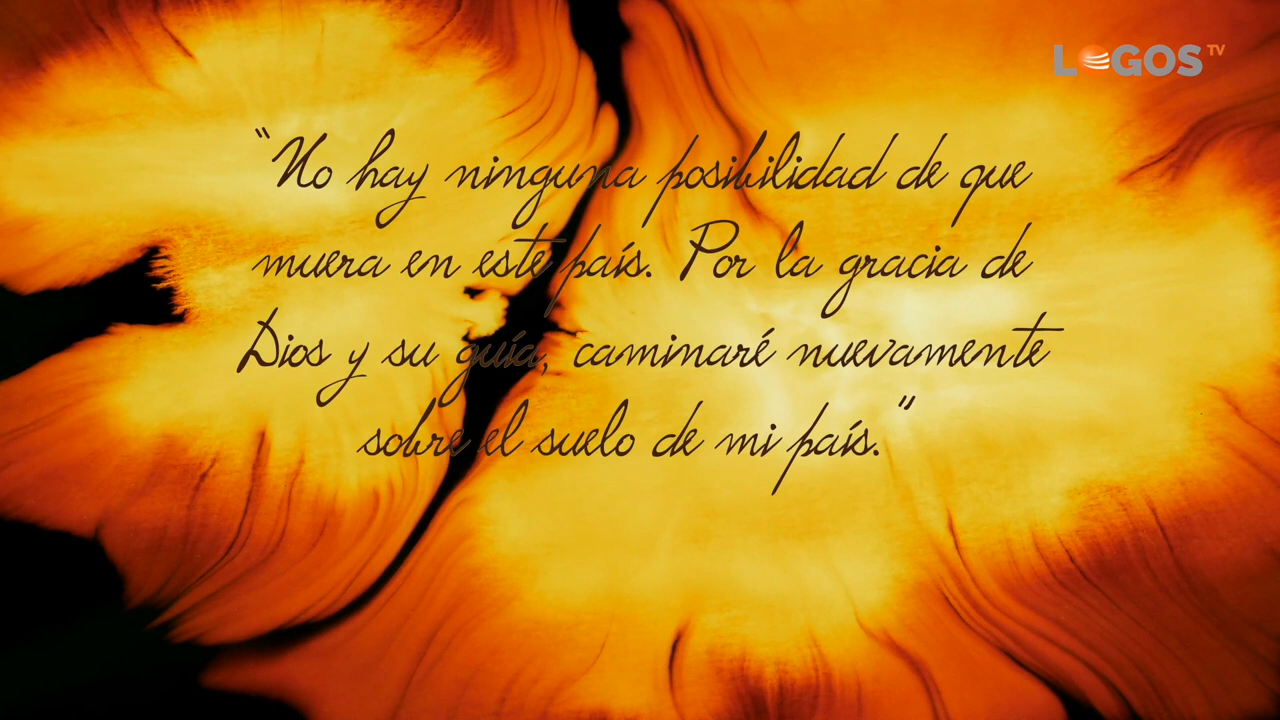 LOGOS TV
"No hay ninguna posibilidad de que
muera en este país. Por la gracia de
Dios y su guía, caminaré nuevamente
sobre el suelo de mi país."